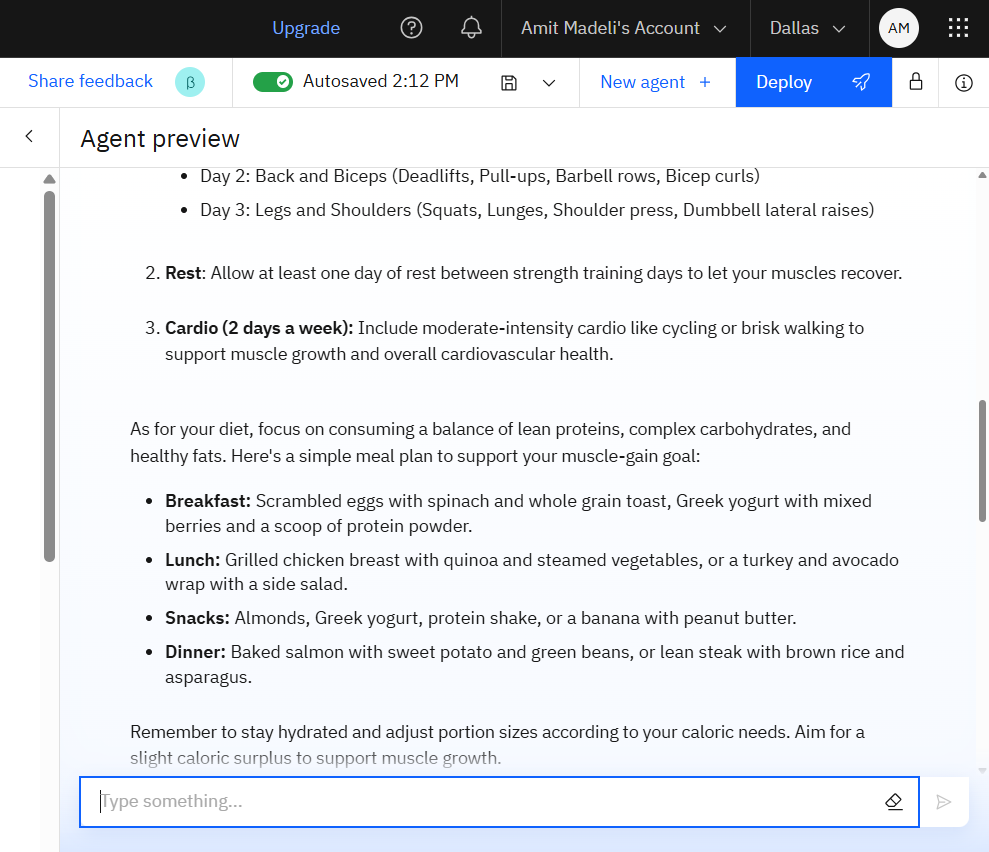 Upgrade
Amit Madeli's Account
Dallas
AM
Share feedback
β
Autosaved 2:12 PM
New agent +
Deploy
Agent preview
• Day 2: Back and Biceps (Deadlifts, Pull-ups, Barbell rows, Bicep curls)
• Day 3: Legs and Shoulders (Squats, Lunges, Shoulder press, Dumbbell lateral raises)
2. Rest: Allow at least one day of rest between strength training days to let your muscles recover.
3. Cardio (2 days a week): Include moderate-intensity cardio like cycling or brisk walking to
support muscle growth and overall cardiovascular health.
As for your diet, focus on consuming a balance of lean proteins, complex carbohydrates, and
healthy fats. Here's a simple meal plan to support your muscle-gain goal:
• Breakfast: Scrambled eggs with spinach and whole grain toast, Greek yogurt with mixed
berries and a scoop of protein powder.
• Lunch: Grilled chicken breast with quinoa and steamed vegetables, or a turkey and avocado
wrap with a side salad.
• Snacks: Almonds, Greek yogurt, protein shake, or a banana with peanut butter.
• Dinner: Baked salmon with sweet potato and green beans, or lean steak with brown rice and
asparagus.
Remember to stay hydrated and adjust portion sizes according to your caloric needs. Aim for a
slight caloric surplus to support muscle growth.
Type something...